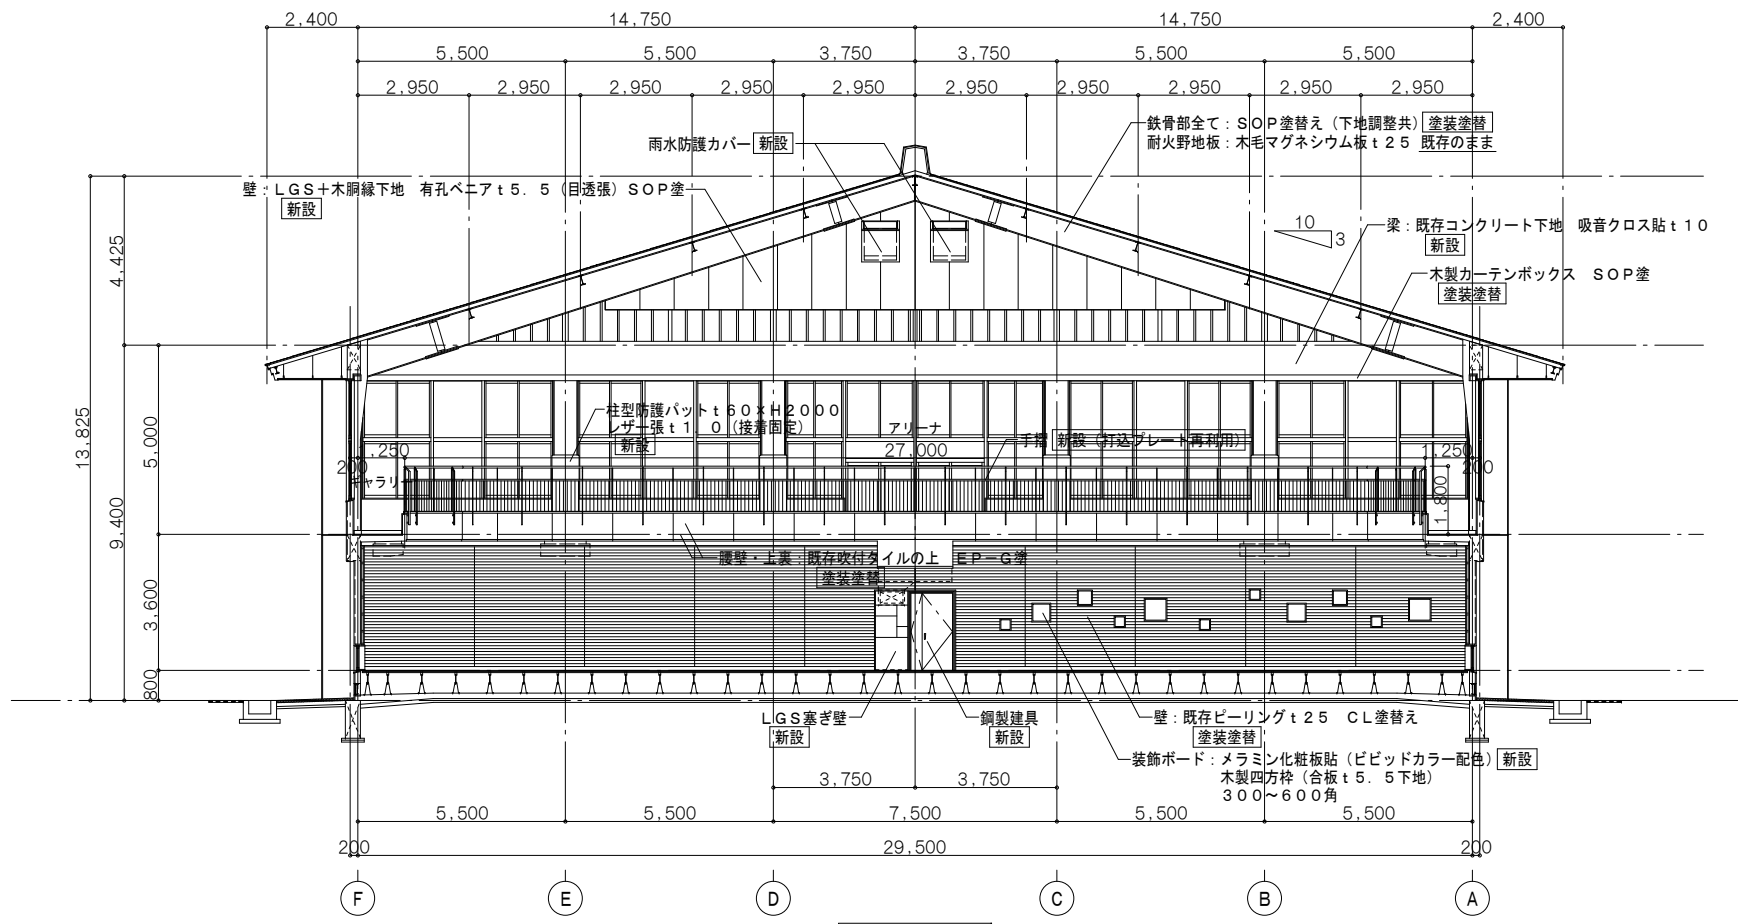 2,400 14,750 14,750 2,400
5,500 5,500 3,750 3,750 5,500 5,500
2,950 2,950 2,950 2,950 2,950 2,950 2,950 2,950 2,950 2,950
鉄骨部全て：ＳＯＰ塗替え（下地調整共） 塗装塗替
耐火野地板：木毛マグネシウム板ｔ２５ 既存のまま
雨水防護カバー 新設
壁：ＬＧＳ＋木胴縁下地　有孔ベニアｔ５．５（目透張）ＳＯＰ塗
新設
10
3
梁：既存コンクリート下地　吸音クロス貼ｔ１０
新設
木製カーテンボックス　ＳＯＰ塗
塗装塗替
4,425
13,825
5,000
9,400
3,600
800
柱型防護パットｔ６０×Ｈ２０００
レザー張ｔ１．０（接着固定）
新設
アリーナ
27,000
手摺 新設（打込プレート再利用）
1,250
200
ギャラリー
1,250
200
1,800
腰壁・上裏：既存吹付タイルの上　ＥＰ－Ｇ塗
塗装塗替
ＬＧＳ塞ぎ壁
新設
鋼製建具
新設
壁：既存ピーリングｔ２５　ＣＬ塗替え
塗装塗替
装飾ボード：メラミン化粧板貼（ビビッドカラー配色） 新設
木製四方枠（合板ｔ５．５下地）
３００～６００角
3,750 3,750
5,500 5,500 7,500 5,500 5,500
200 29,500 200
F E D C B A